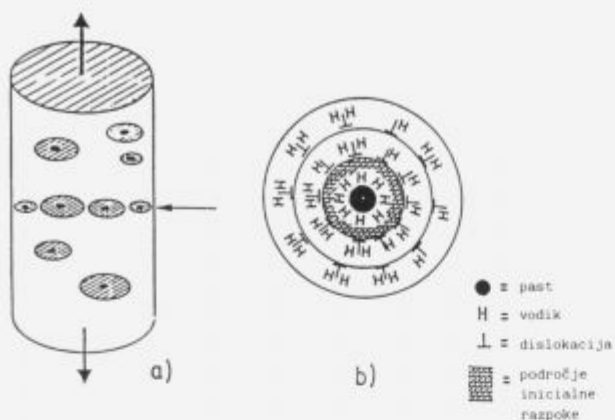 a)
b)
● = past
H = vodik
⊥ = dislokacija
= področje
inicialne
razpoke